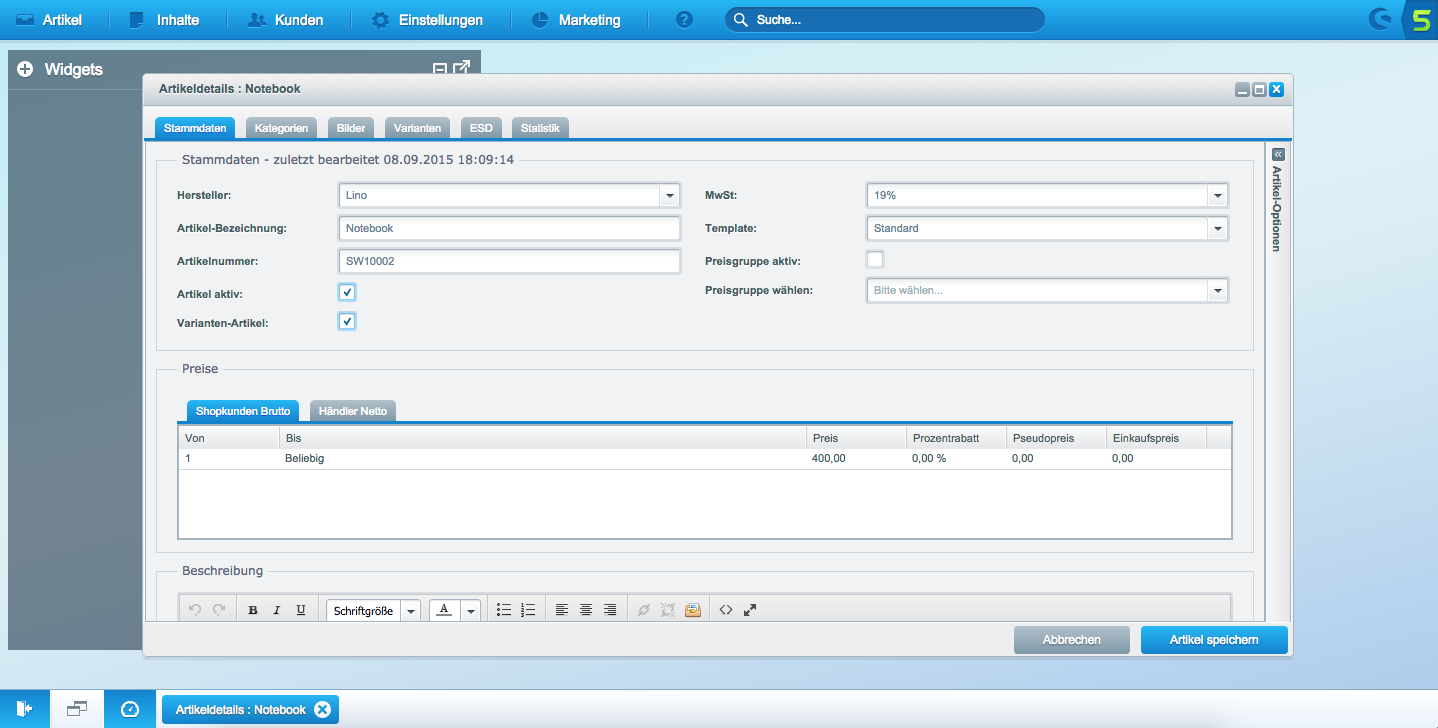 Artikel Inhalte Kunden Einstellungen Marketing ? Suche... 5
Widgets
Artikeldetails : Notebook
Stammdaten Kategorien Bilder Varianten ESD Statistik
Stammdaten - zuletzt bearbeitet 08.09.2015 18:09:14
Artikel-Optionen
Hersteller: Lino MwSt: 19%
Artikel-Bezeichnung: Notebook Template: Standard
Artikelnummer: SW10002 Preisgruppe aktiv:
Artikel aktiv: Preisgruppe wählen: Bitte wählen...
Varianten-Artikel:
Preise
Shopkunden Brutto Händler Netto
Von Bis Preis Prozentrabatt Pseudopreis Einkaufspreis
1 Beliebig 400,00 0,00 % 0,00 0,00
Beschreibung
B I U Schriftgröße A
Abbrechen Artikel speichern
Artikeldetails : Notebook